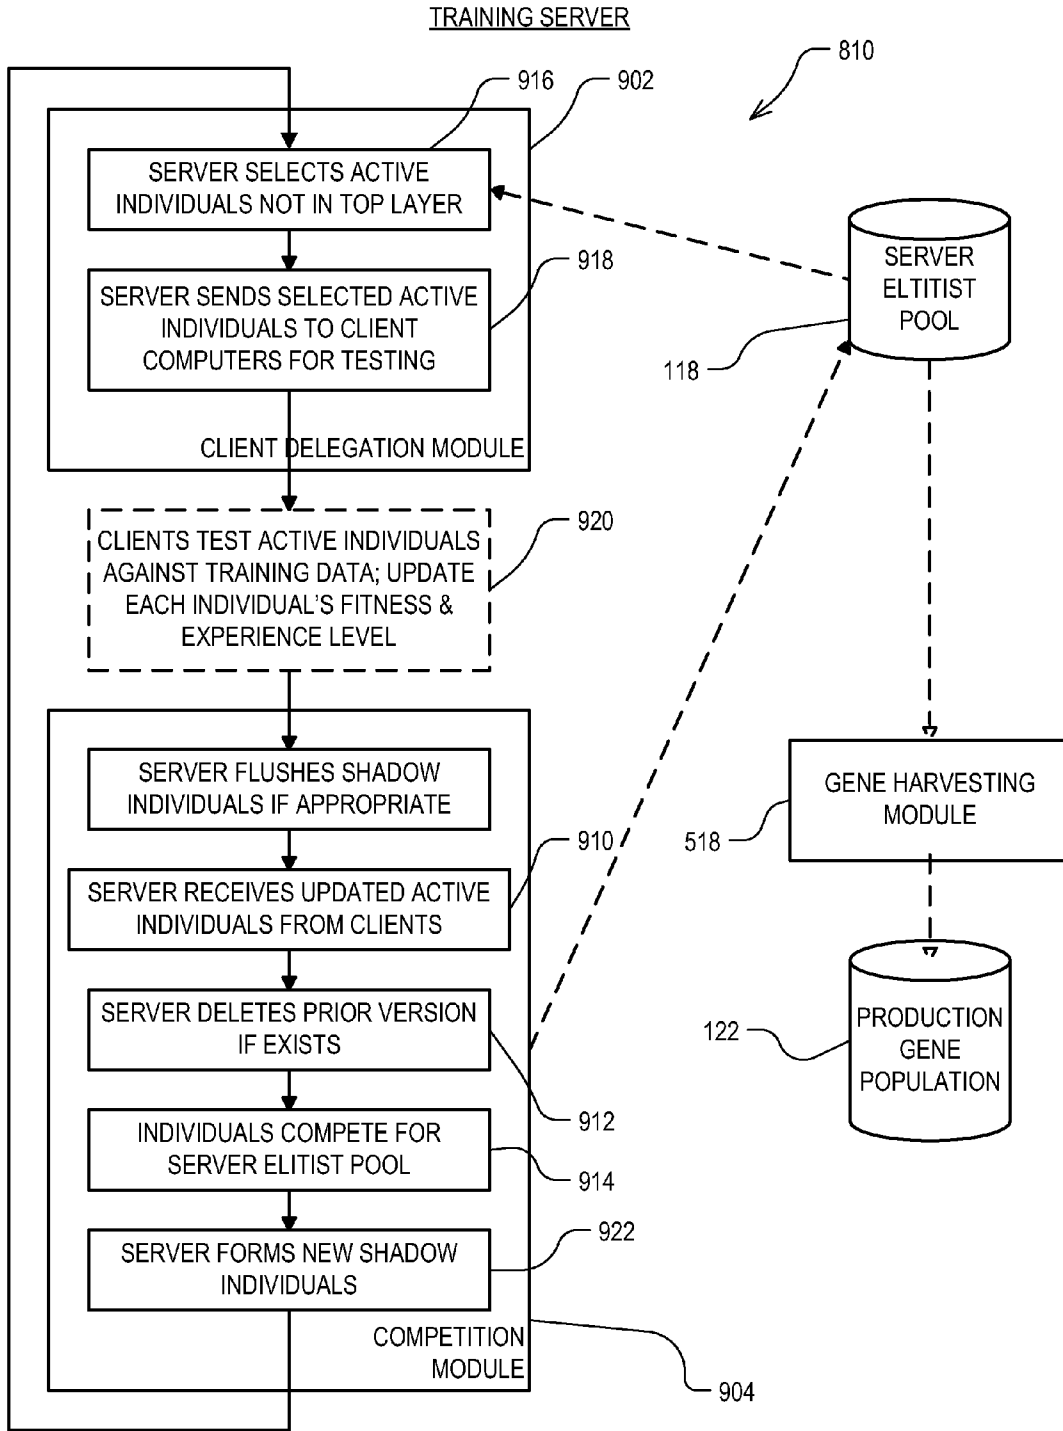 TRAINING SERVER
810
916
902
SERVER SELECTS ACTIVE
INDIVIDUALS NOT IN TOP LAYER
918
SERVER SENDS SELECTED ACTIVE
INDIVIDUALS TO CLIENT
COMPUTERS FOR TESTING
CLIENT DELEGATION MODULE
SERVER
ELTITIST
POOL
118
920
CLIENTS TEST ACTIVE INDIVIDUALS
AGAINST TRAINING DATA; UPDATE
EACH INDIVIDUAL'S FITNESS &
EXPERIENCE LEVEL
SERVER FLUSHES SHADOW
INDIVIDUALS IF APPROPRIATE
910
SERVER RECEIVES UPDATED ACTIVE
INDIVIDUALS FROM CLIENTS
SERVER DELETES PRIOR VERSION
IF EXISTS
912
INDIVIDUALS COMPETE FOR
SERVER ELITIST POOL
914
922
SERVER FORMS NEW SHADOW
INDIVIDUALS
COMPETITION
MODULE
904
GENE HARVESTING
MODULE
518
PRODUCTION
GENE
POPULATION
122